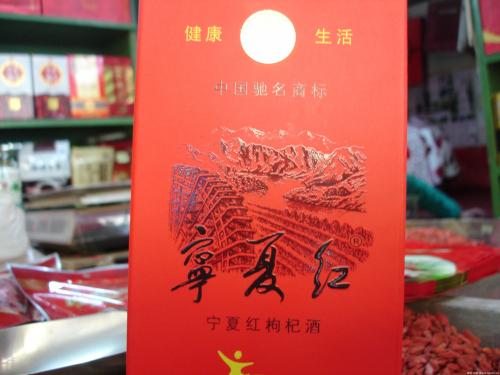 健康 生活
中国驰名商标
寧夏红®
宁夏红枸杞酒